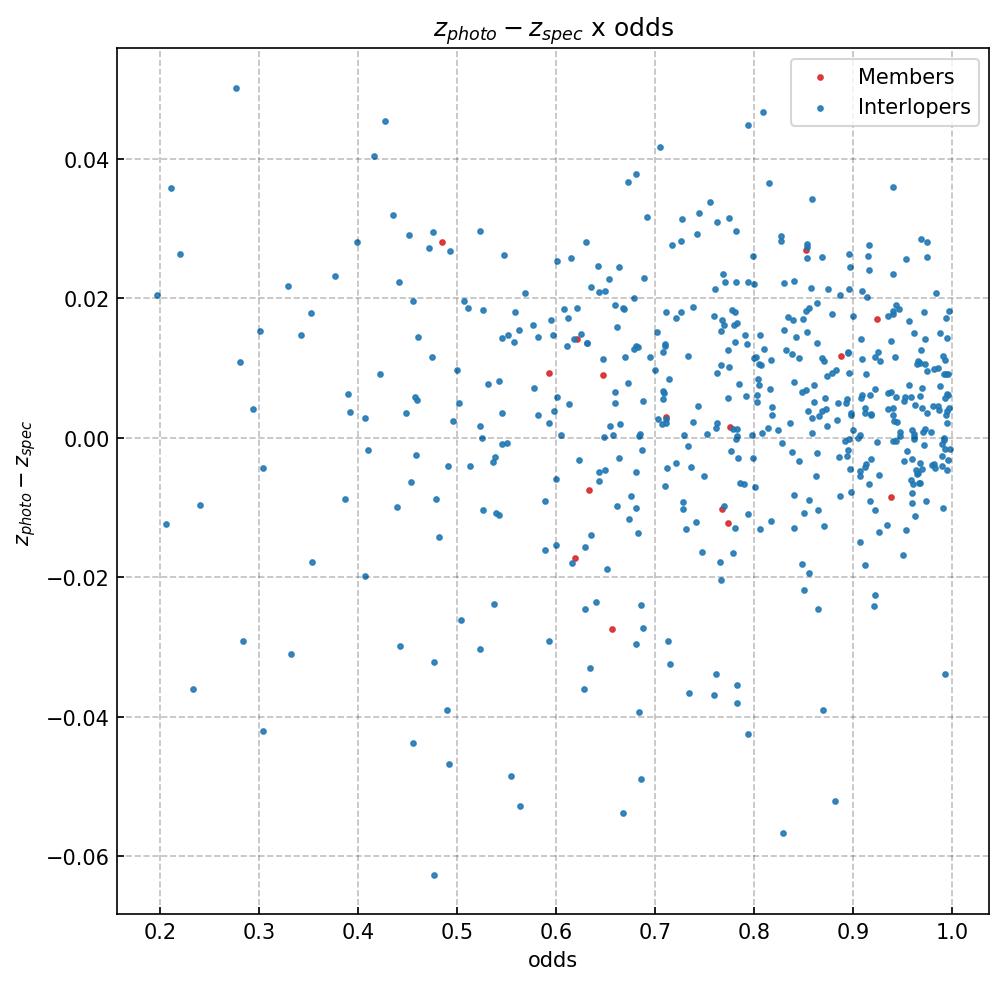 z_photo − z_spec x odds
Members
Interlopers
0.04
0.02
0.00
−0.02
−0.04
−0.06
z_photo − z_spec
0.2 0.3 0.4 0.5 0.6 0.7 0.8 0.9 1.0
odds